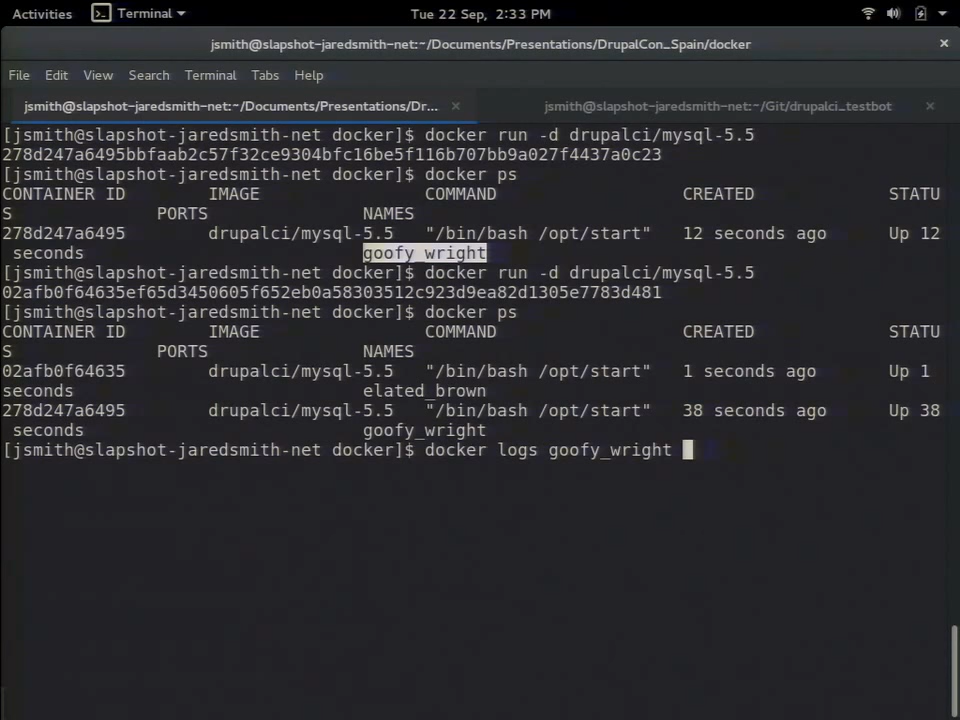 Activities Terminal Tue 22 Sep, 2:33 PM
jsmith@slapshot-jaredsmith-net:~/Documents/Presentations/DrupalCon_Spain/docker
File Edit View Search Terminal Tabs Help
jsmith@slapshot-jaredsmith-net:~/Documents/Presentations/Dr... jsmith@slapshot-jaredsmith-net:~/Git/drupalci_testbot
[jsmith@slapshot-jaredsmith-net docker]$ docker run -d drupalci/mysql-5.5
278d247a6495bbfaab2c57f32ce9304bfc16be5f116b707bb9a027f4437a0c23
[jsmith@slapshot-jaredsmith-net docker]$ docker ps
CONTAINER ID IMAGE COMMAND CREATED STATU
S PORTS NAMES
278d247a6495 drupalci/mysql-5.5 "/bin/bash /opt/start" 12 seconds ago Up 12
seconds goofy_wright
[jsmith@slapshot-jaredsmith-net docker]$ docker run -d drupalci/mysql-5.5
02afb0f64635ef65d3450605f652eb0a58303512c923d9ea82d1305e7783d481
[jsmith@slapshot-jaredsmith-net docker]$ docker ps
CONTAINER ID IMAGE COMMAND CREATED STATU
S PORTS NAMES
02afb0f64635 drupalci/mysql-5.5 "/bin/bash /opt/start" 1 seconds ago Up 1
seconds elated_brown
278d247a6495 drupalci/mysql-5.5 "/bin/bash /opt/start" 38 seconds ago Up 38
seconds goofy_wright
[jsmith@slapshot-jaredsmith-net docker]$ docker logs goofy_wright